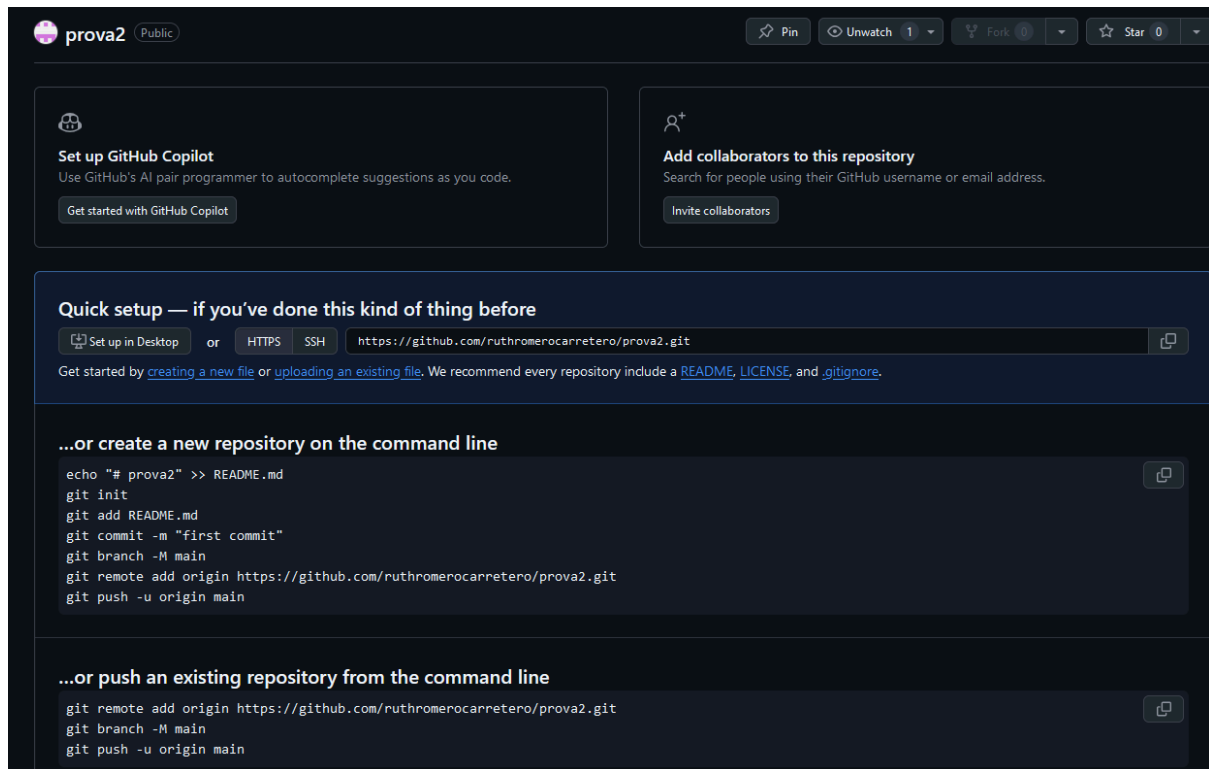 prova2 Public Pin Unwatch 1 Fork 0 Star 0
Set up GitHub Copilot
Use GitHub's AI pair programmer to autocomplete suggestions as you code.
Get started with GitHub Copilot
Add collaborators to this repository
Search for people using their GitHub username or email address.
Invite collaborators
Quick setup — if you’ve done this kind of thing before
Set up in Desktop or HTTPS SSH https://github.com/ruthromerocarretero/prova2.git
Get started by creating a new file or uploading an existing file. We recommend every repository include a README, LICENSE, and .gitignore.
…or create a new repository on the command line
echo "# prova2" >> README.md
git init
git add README.md
git commit -m "first commit"
git branch -M main
git remote add origin https://github.com/ruthromerocarretero/prova2.git
git push -u origin main
…or push an existing repository from the command line
git remote add origin https://github.com/ruthromerocarretero/prova2.git
git branch -M main
git push -u origin main